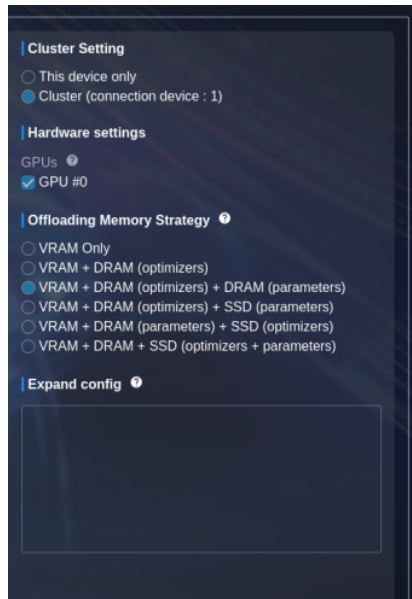 Cluster Setting
This device only
Cluster (connection device : 1)
Hardware settings
GPUs ?
GPU #0
Offloading Memory Strategy ?
VRAM Only
VRAM + DRAM (optimizers)
VRAM + DRAM (optimizers) + DRAM (parameters)
VRAM + DRAM (optimizers) + SSD (parameters)
VRAM + DRAM (parameters) + SSD (optimizers)
VRAM + DRAM + SSD (optimizers + parameters)
Expand config ?